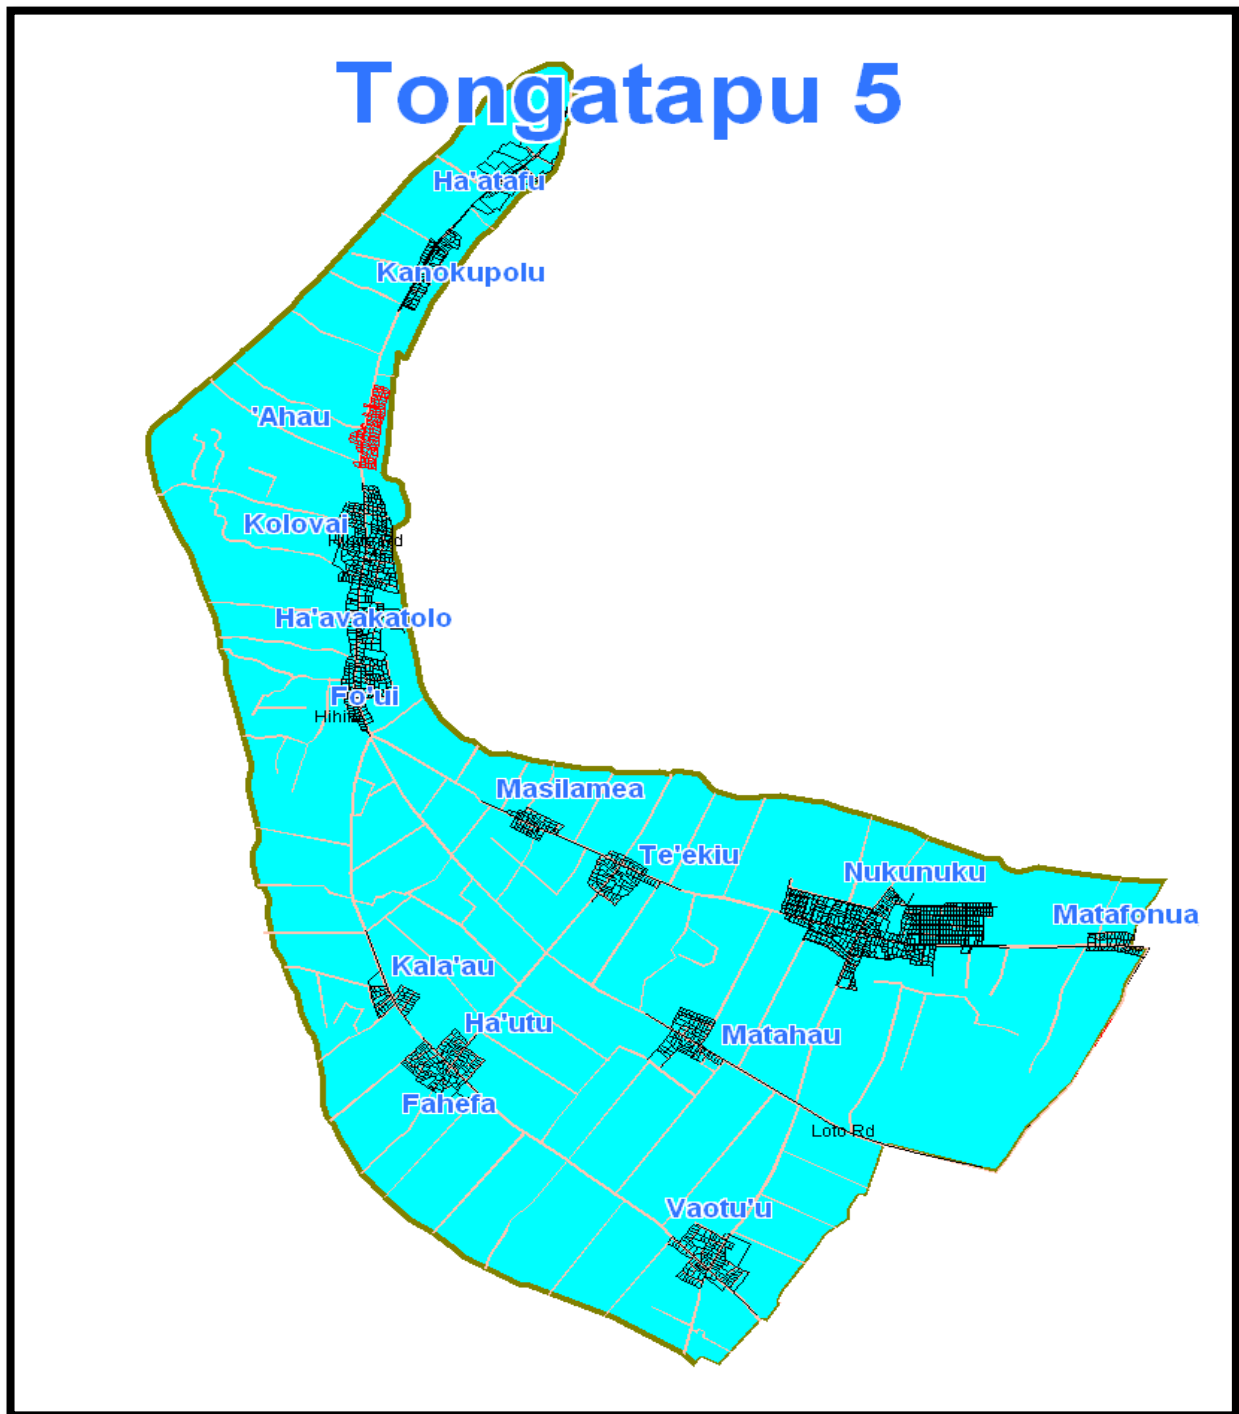 Tongatapu 5
Ha'atafu
Kanokupolu
'Ahau
Kolovai
Ha'avakatolo
Fo'ui
Masilamea
Te'ekiu
Nukunuku
Matafonua
Kala'au
Ha'utu
Matahau
Fahefa
Loto Rd
Vaotu'u